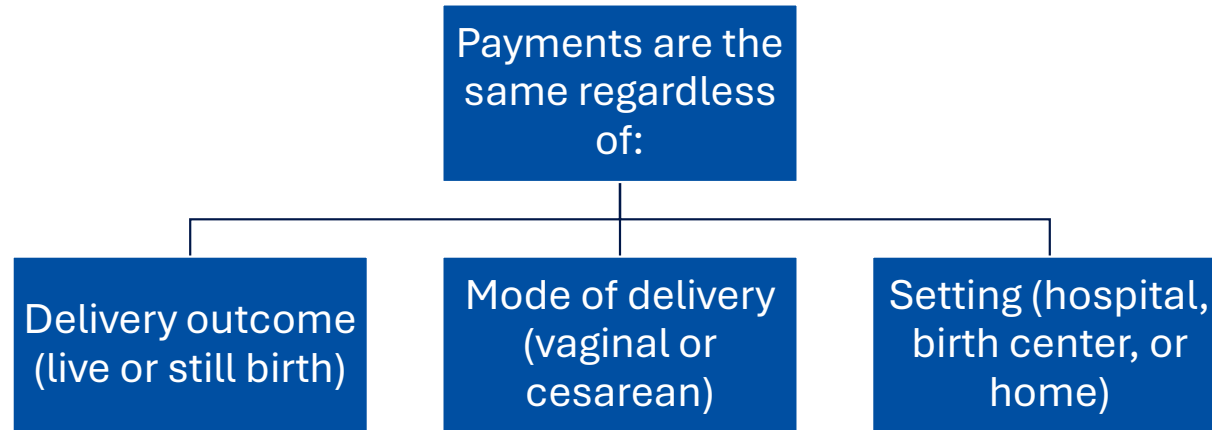 Payments are the
same regardless
of:
Delivery outcome
(live or still birth)
Mode of delivery
(vaginal or
cesarean)
Setting (hospital,
birth center, or
home)